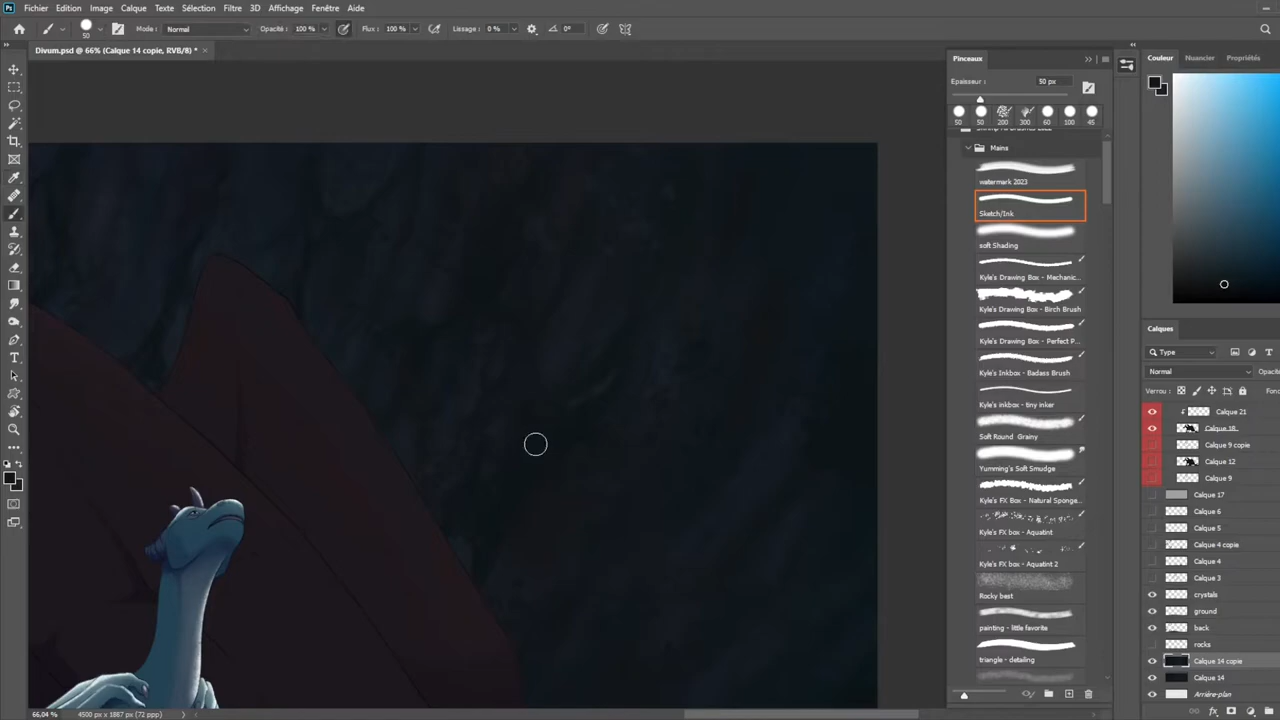 Ps Fichier Edition Image Calque Texte Sélection Filtre 3D Affichage Fenêtre Aide
50 Mode : Normal Opacité : 100 % Flux : 100 % Lissage : 0 % 0°
Divum.psd @ 66% (Calque 14 copie, RVB/8) *
Pinceaux
Epaisseur : 50 px
50 50 200 300 60 100 45
Mains
watermark 2023
Sketch/Ink
soft Shading
Kyle's Drawing Box - Mechanic...
Kyle's Drawing Box - Birch Brush
Kyle's Drawing Box - Perfect P...
Kyle's Inkbox - Badass Brush
Kyle's inkbox - tiny inker
Soft Round Grainy
Yumming's Soft Smudge
Kyle's FX Box - Natural Sponge...
Kyle's FX box - Aquatint
Kyle's FX box - Aquatint 2
Rocky best
painting - little favorite
triangle - detailing
Couleur Nuancier Propriétés
Calques
Type
Normal Opacit
Verrou : Fond
Calque 21
Calque 18
Calque 9 copie
Calque 12
Calque 9
Calque 17
Calque 6
Calque 5
Calque 4 copie
Calque 4
Calque 3
crystals
ground
back
rocks
Calque 14 copie
Calque 14
Arrière-plan
66,04 % 4500 px x 1887 px (72 ppp)